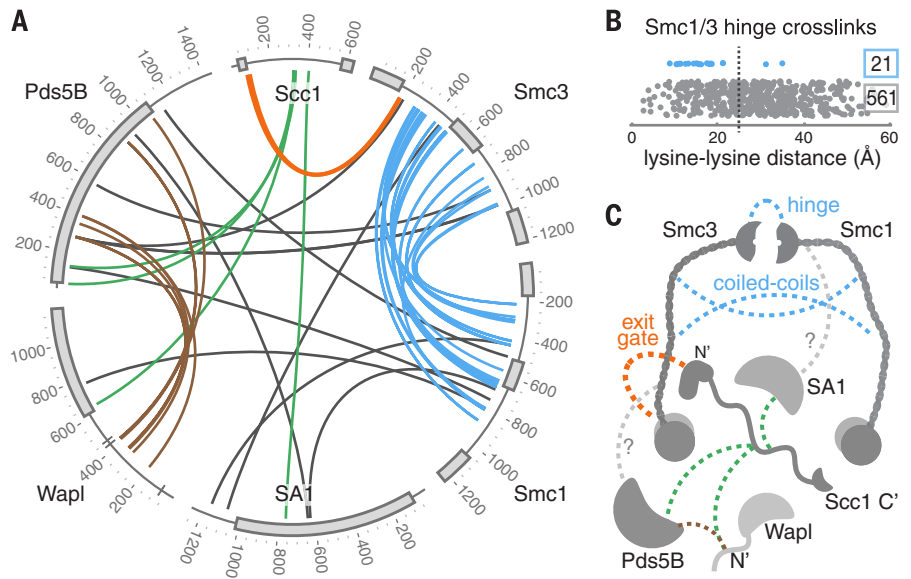 A
Scc1
200
400
600
Smc3
200
400
600
800
1000
1200
Smc1
200
400
600
800
1000
1200
SA1
200
400
600
800
1000
1200
Wapl
200
400
600
800
1000
Pds5B
200
400
600
800
1000
1200
1400
B
Smc1/3 hinge crosslinks
21
561
0 20 40 60
lysine-lysine distance (Å)
C
hinge
Smc3
Smc1
coiled-coils
exit
gate
N'
?
SA1
?
Scc1 C'
Wapl
Pds5B
N'